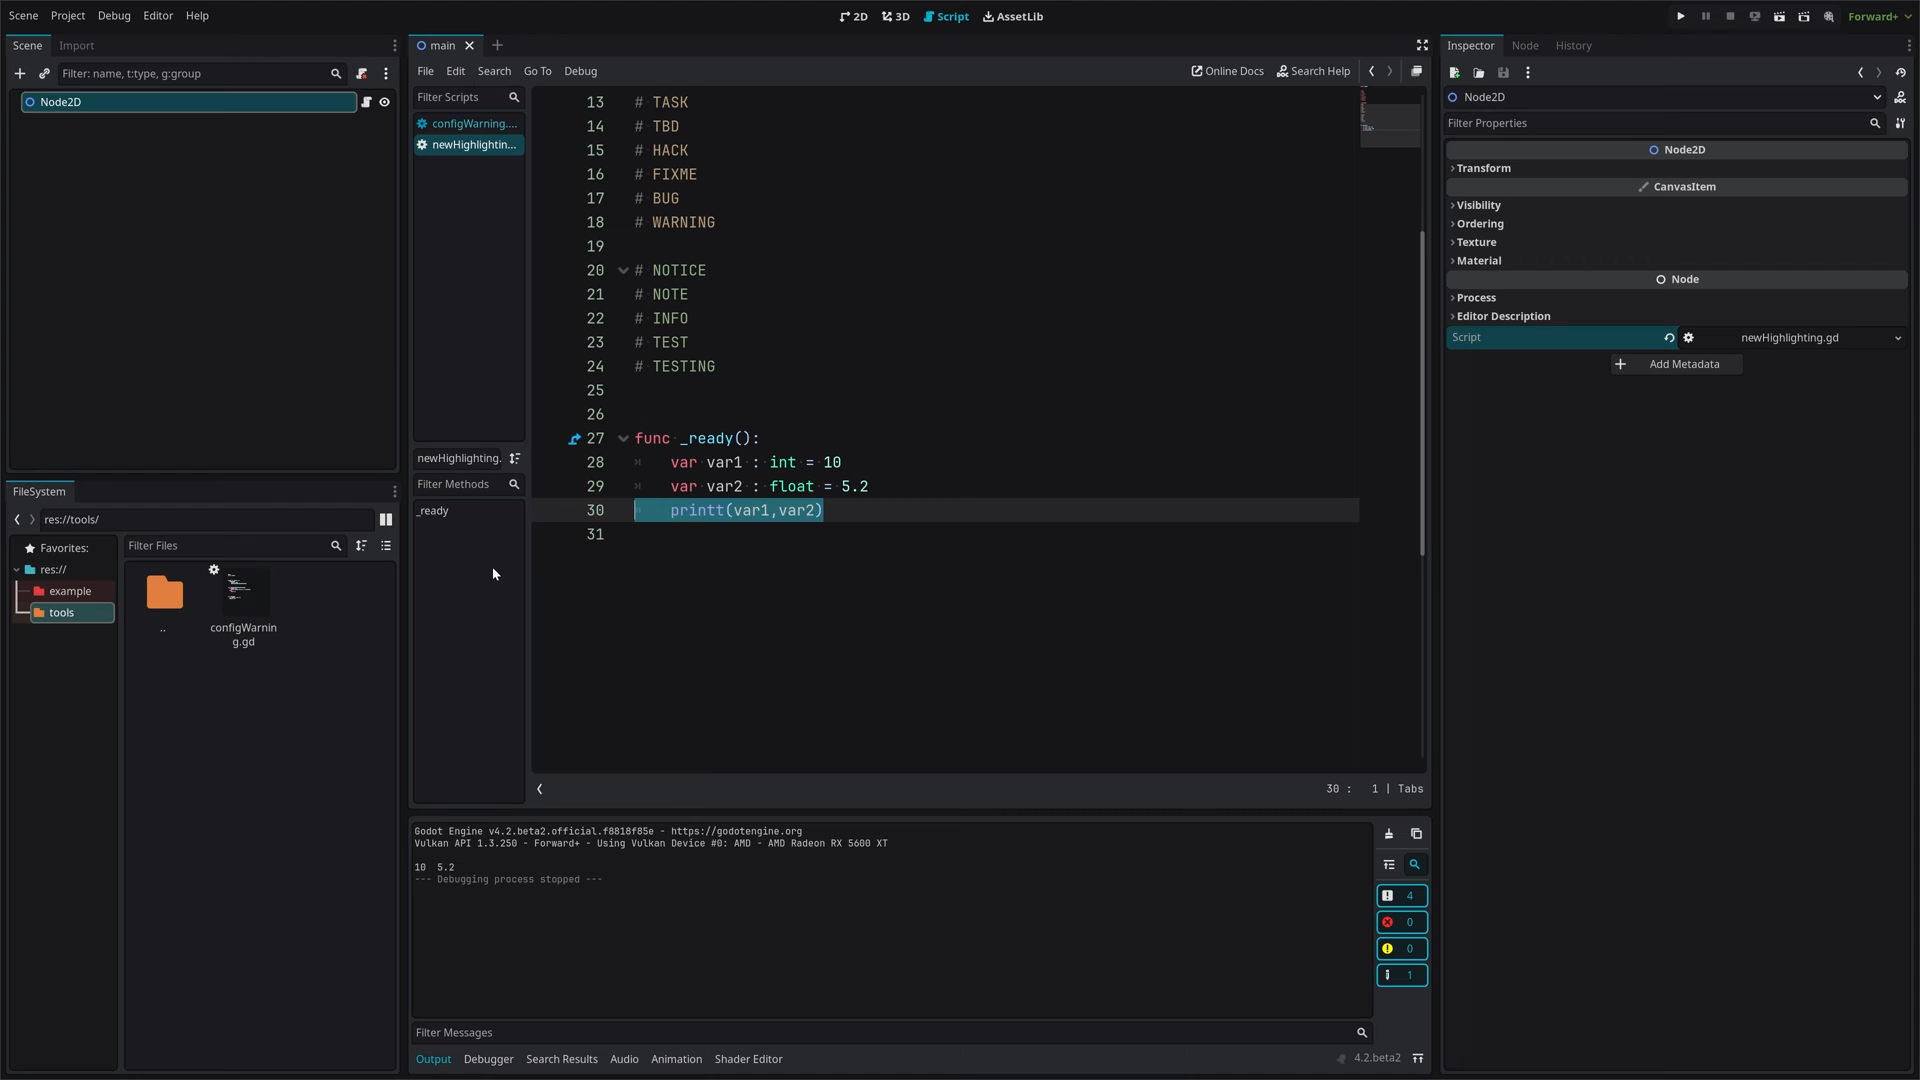 Scene Project Debug Editor Help
2D 3D Script AssetLib
Forward+
Scene Import
Filter: name, t:type, g:group
Node2D
FileSystem
res://tools/
Favorites:
res://
example
tools
Filter Files
..
configWarnin
g.gd
main
File Edit Search Go To Debug
Online Docs Search Help
Filter Scripts
configWarning....
newHighlightin...
newHighlighting.
Filter Methods
_ready
13 # TASK
14 # TBD
15 # HACK
16 # FIXME
17 # BUG
18 # WARNING
19
20 # NOTICE
21 # NOTE
22 # INFO
23 # TEST
24 # TESTING
25
26
27 func _ready():
28 var var1 : int = 10
29 var var2 : float = 5.2
30 printt(var1,var2)
31
30 : 1 | Tabs
Godot Engine v4.2.beta2.official.f8818f85e - https://godotengine.org
Vulkan API 1.3.250 - Forward+ - Using Vulkan Device #0: AMD - AMD Radeon RX 5600 XT
10 5.2
--- Debugging process stopped ---
4
0
0
1
Filter Messages
Output Debugger Search Results Audio Animation Shader Editor
4.2.beta2
Inspector Node History
Node2D
Filter Properties
Node2D
Transform
CanvasItem
Visibility
Ordering
Texture
Material
Node
Process
Editor Description
Script newHighlighting.gd
Add Metadata